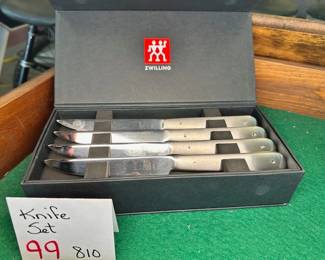 ZWILLING
Knife
Set
99 810